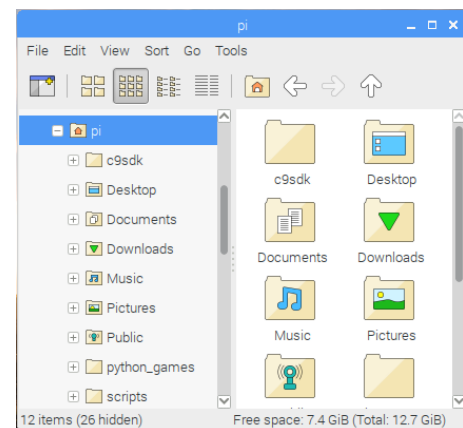 pi
File Edit View Sort Go Tools
pi
c9sdk
Desktop
Documents
Downloads
Music
Pictures
Public
python_games
scripts
c9sdk Desktop
Documents Downloads
Music Pictures
12 items (26 hidden) Free space: 7.4 GiB (Total: 12.7 GiB)